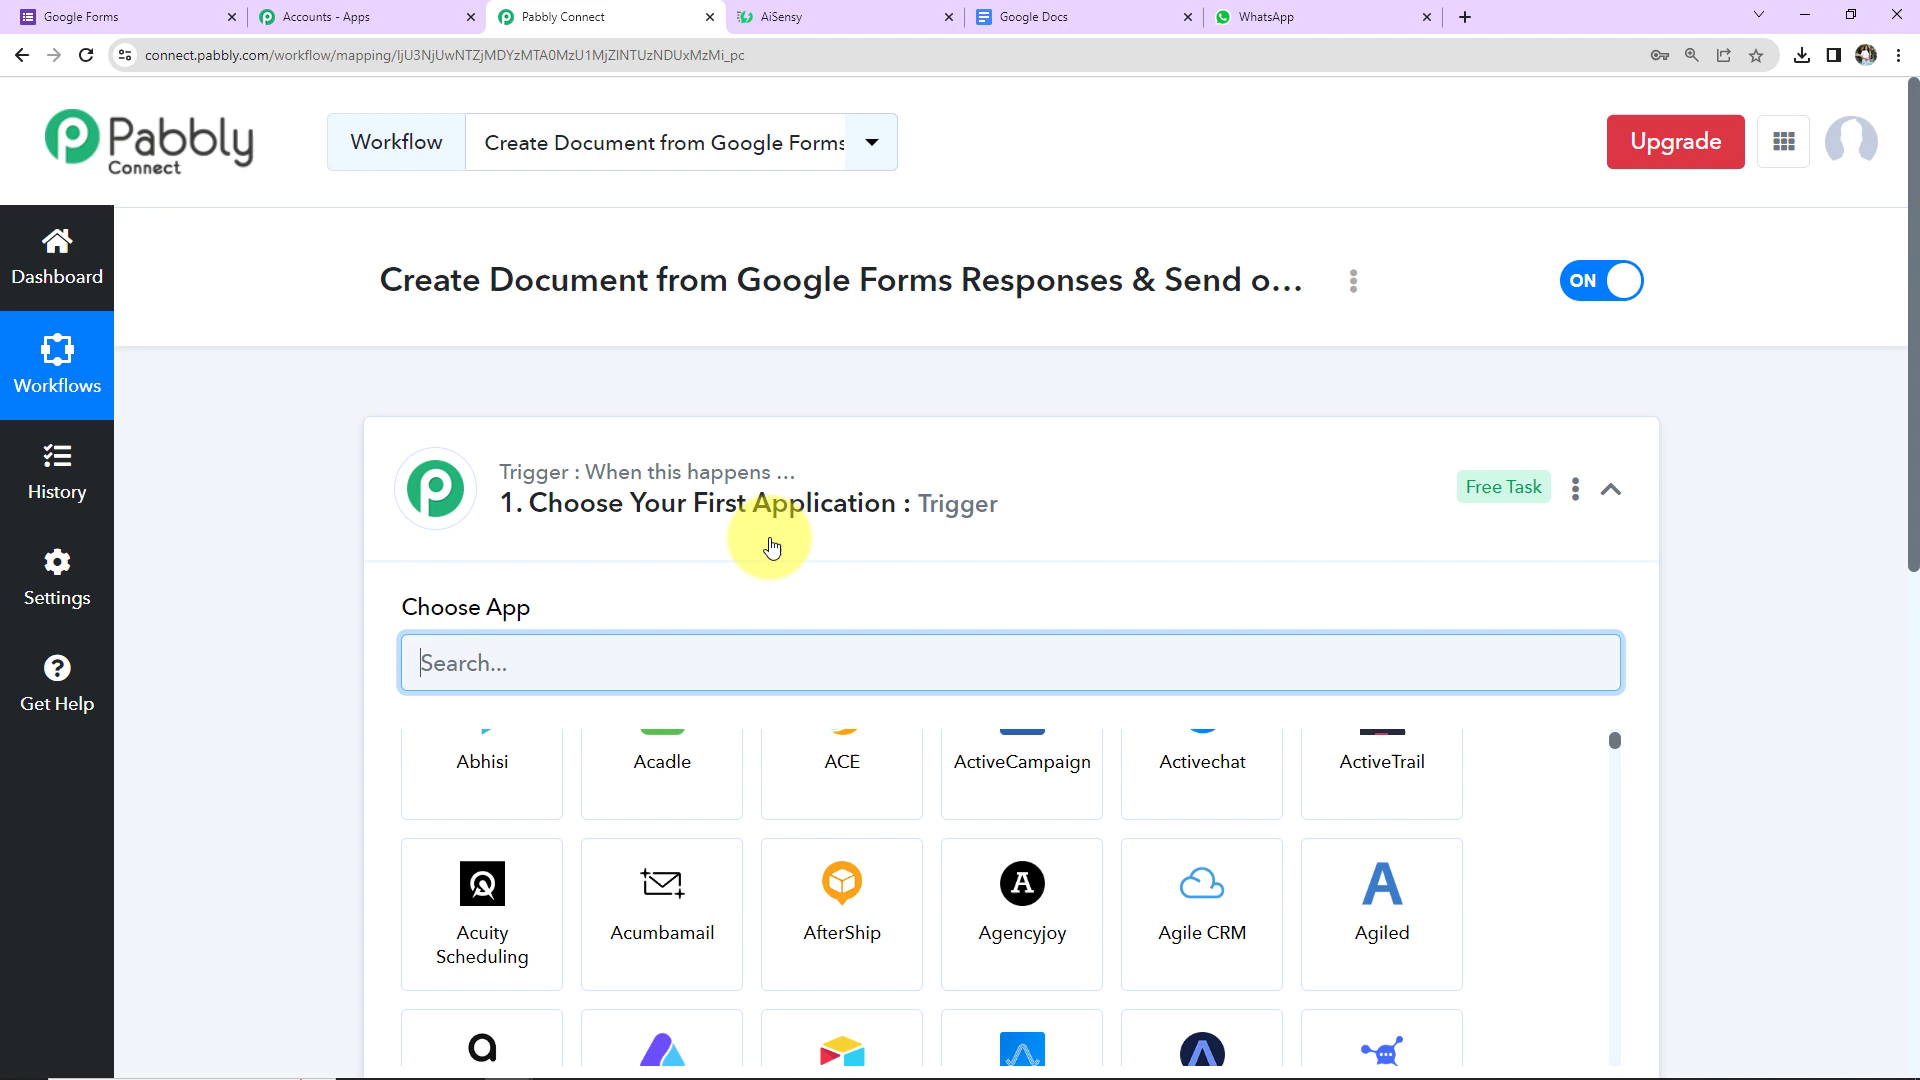 Google Forms
Accounts - Apps
Pabbly Connect
AiSensy
Google Docs
WhatsApp
connect.pabbly.com/workflow/mapping/IjU3NjUwNTZjMDYzMTA0MzU1MjZlNTUzNDUxMzMi_pc
Pabbly
Connect
Workflow
Create Document from Google Forms
Upgrade
Dashboard
Workflows
History
Settings
Get Help
Create Document from Google Forms Responses & Send o...
ON
Trigger : When this happens ...
1. Choose Your First Application : Trigger
Free Task
Choose App
Search...
Abhisi
Acadle
ACE
ActiveCampaign
Activechat
ActiveTrail
Acuity
Scheduling
Acumbamail
AfterShip
Agencyjoy
Agile CRM
Agiled